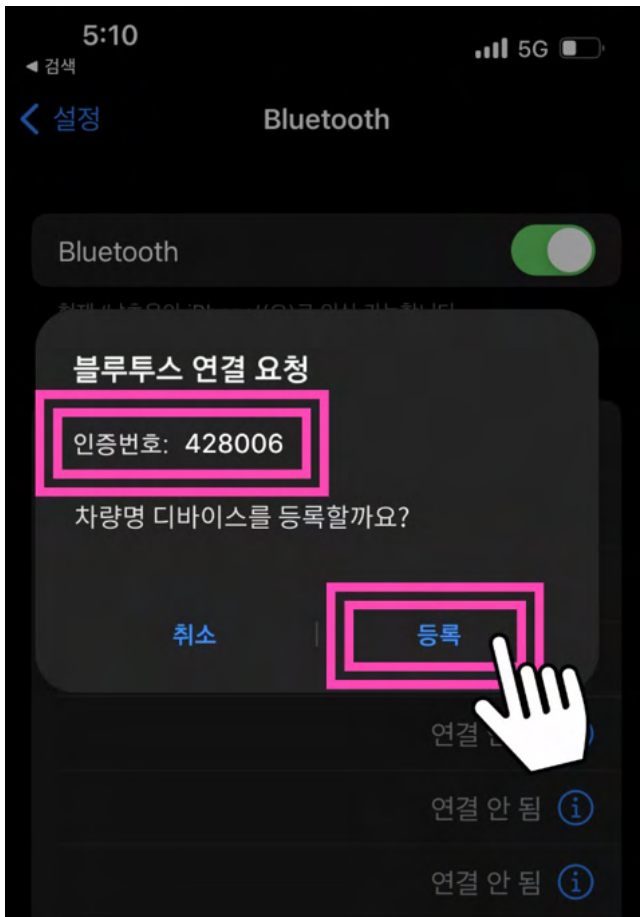 5:10
5G
◀ 검색
설정
Bluetooth
Bluetooth
블루투스 연결 요청
인증번호: 428006
차량명 디바이스를 등록할까요?
취소
등록
연결
연결 안 됨
연결 안 됨